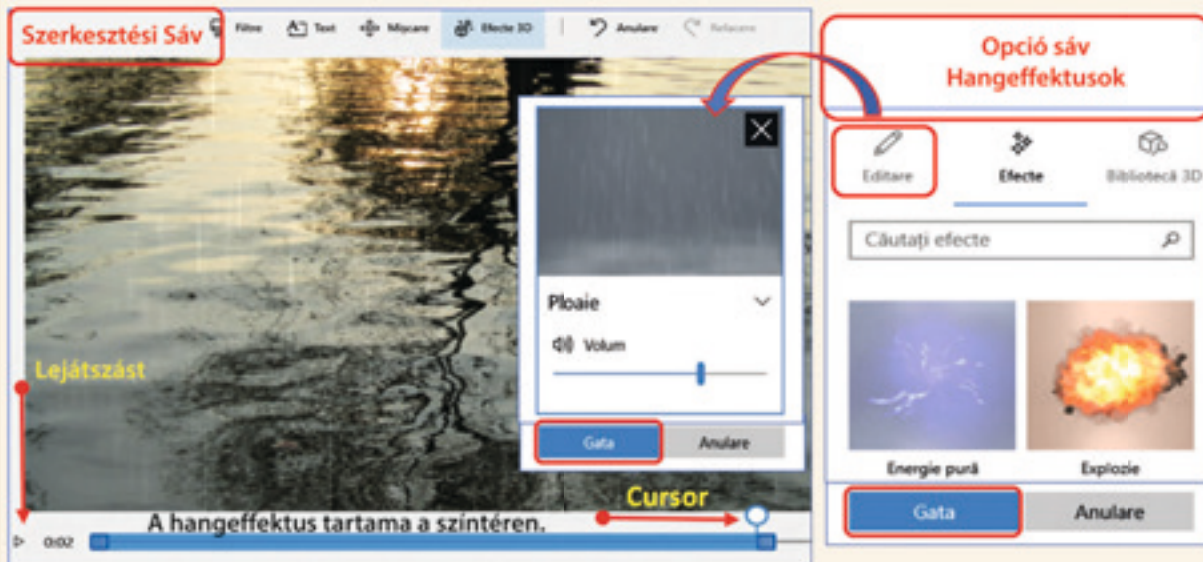 Szerkesztési Sáv
Filtre
Text
Mișcare
Efecte 3D
Anulare
Refacere
Opció sáv
Hangeffektusok
Editare
Efecte
Bibliotecă 3D
Căutați efecte
Ploaie
Volum
Gata
Anulare
Lejátszást
Energie pură
Explozie
Cursor
A hangeffektus tartama a színtéren.
0:02
Gata
Anulare